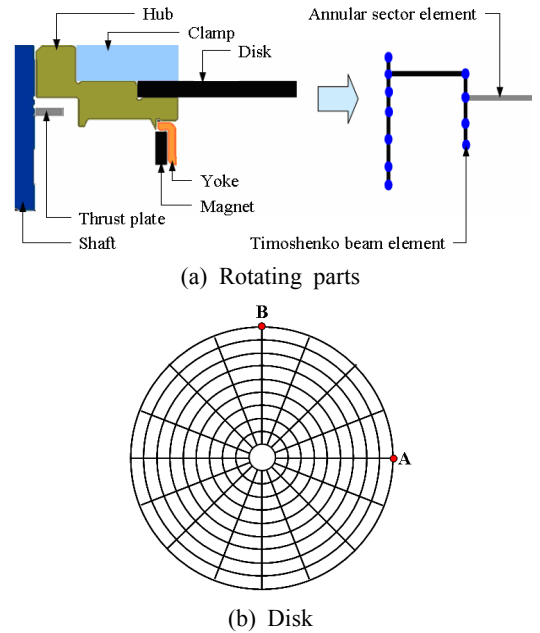 Hub
Clamp
Disk
Annular sector element
Yoke
Magnet
Thrust plate
Shaft
Timoshenko beam element
(a) Rotating parts
B
A
(b) Disk